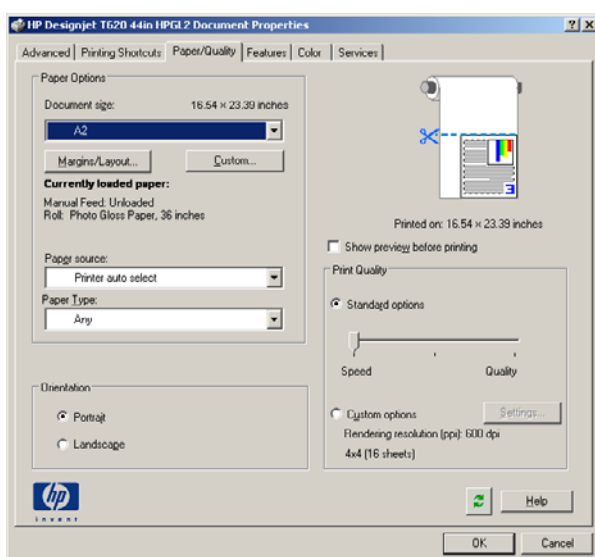 HP Designjet T620 44in HPGL2 Document Properties
Advanced Printing Shortcuts Paper/Quality Features Color Services
Paper Options
Document size: 16.54 × 23.39 inches
A2
Margins/Layout... Custom...
Currently loaded paper:
Manual Feed: Unloaded
Roll: Photo Gloss Paper, 36 inches
Paper source:
Printer auto select
Paper Type:
Any
Orientation
Portrait
Landscape
3
Printed on: 16.54 × 23.39 inches
Show preview before printing
Print Quality
Standard options
Speed Quality
Custom options Settings...
Rendering resolution (ppi): 600 dpi
4x4 (16 sheets)
hp
invent
Help
OK Cancel